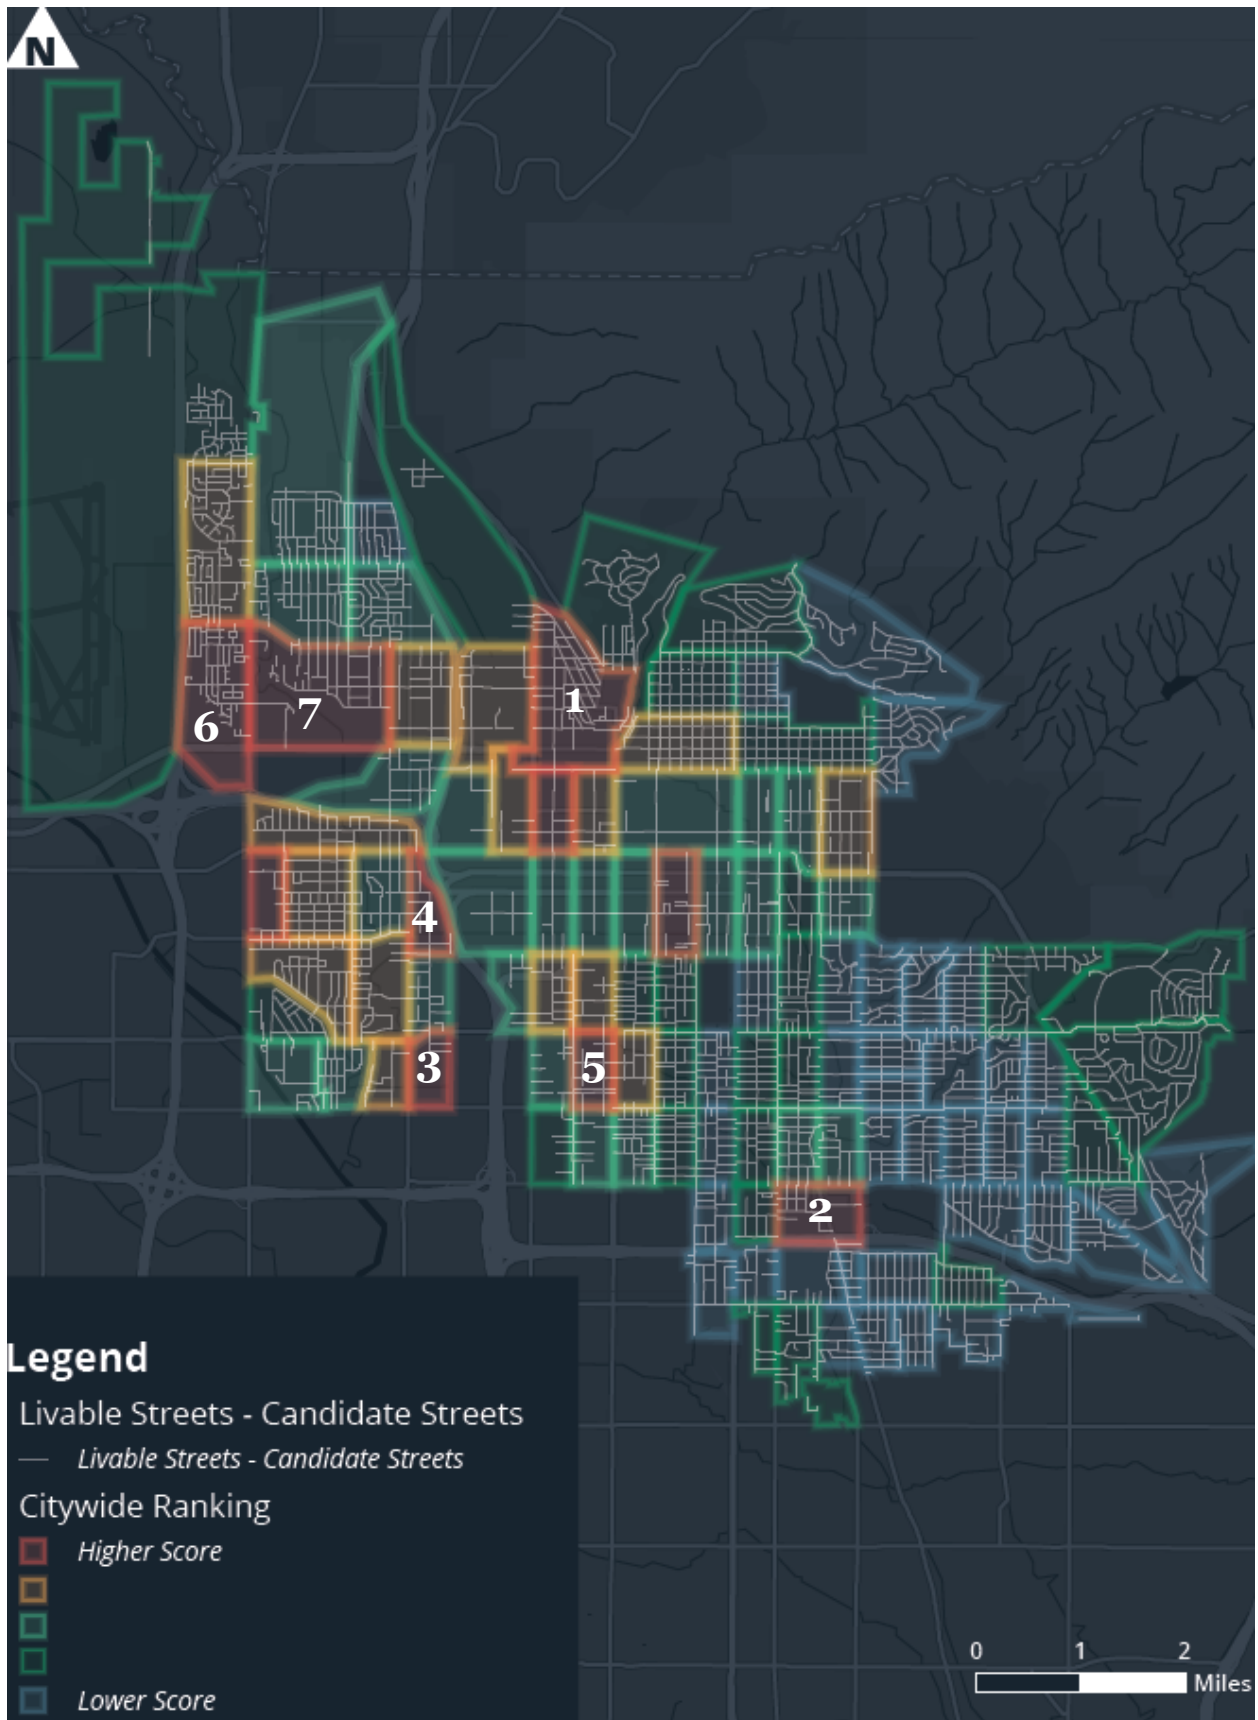 N
1
7
6
4
3
5
2
Legend
Livable Streets - Candidate Streets
Livable Streets - Candidate Streets
Citywide Ranking
Higher Score
Lower Score
0 1 2
Miles